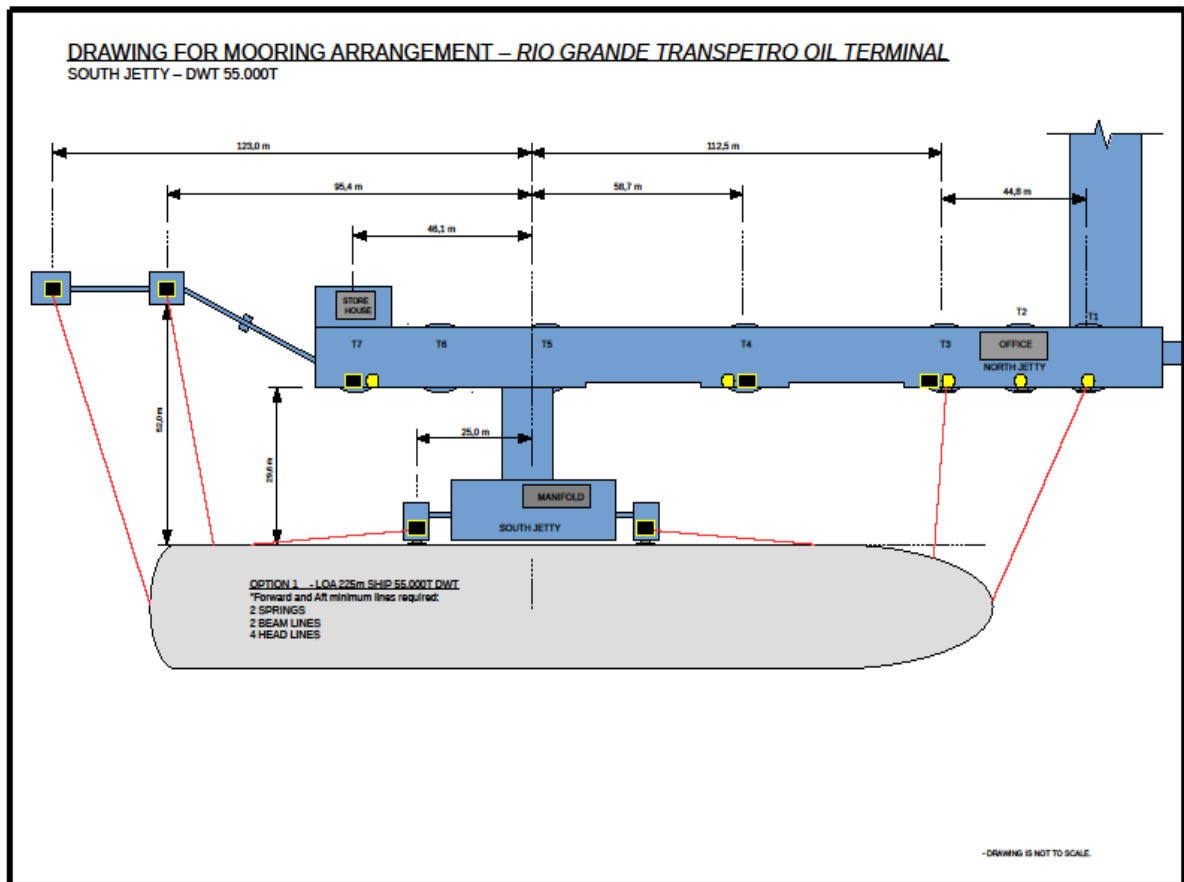 DRAWING FOR MOORING ARRANGEMENT – RIO GRANDE TRANSPETRO OIL TERMINAL
SOUTH JETTY – DWT 55.000T
123,0 m
112,5 m
95,4 m
58,7 m
44,8 m
46,1 m
STORE
HOUSE
T2
T1
T7
T6
T5
T4
T3
OFFICE
NORTH JETTY
52,0 m
29,6 m
25,0 m
MANIFOLD
SOUTH JETTY
OPTION 1 - LOA 225m SHIP 55.000T DWT
*Forward and Aft minimum lines required:
2 SPRINGS
2 BEAM LINES
4 HEAD LINES
- DRAWING IS NOT TO SCALE.